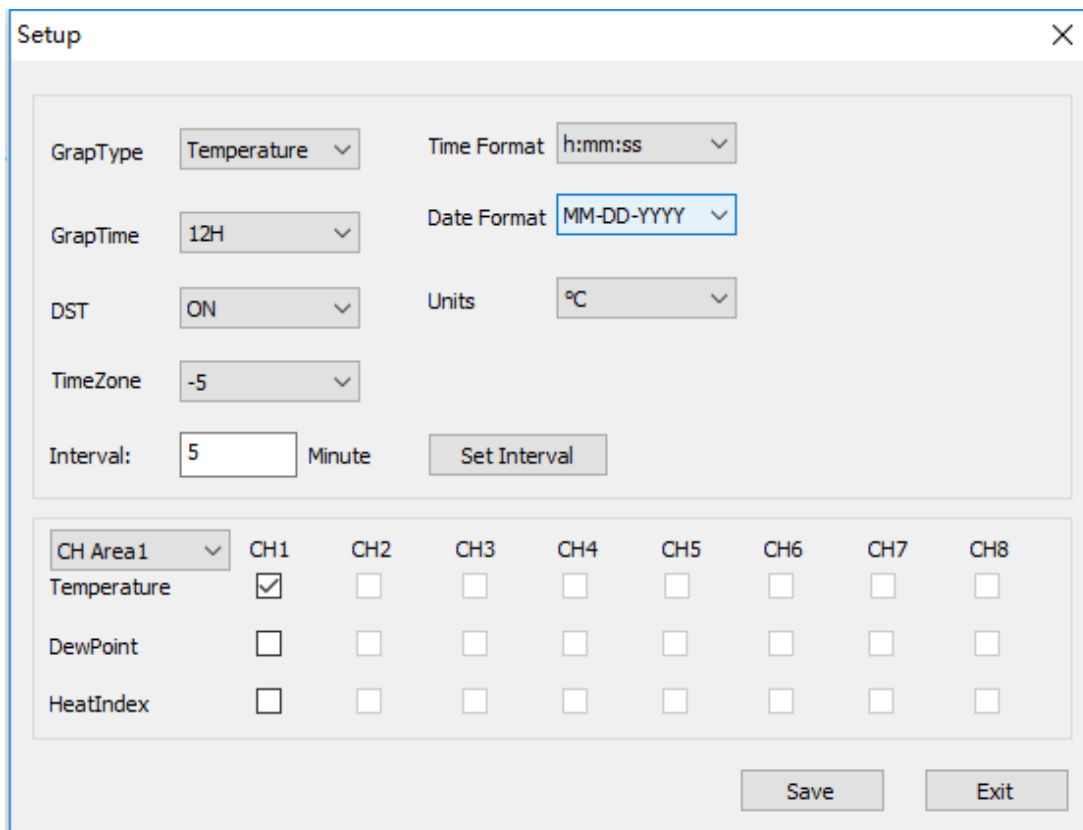 Setup
GrapType Temperature Time Format h:mm:ss
GrapTime 12H Date Format MM-DD-YYYY
DST ON Units ºC
TimeZone -5
Interval: 5 Minute Set Interval
CH Area1 CH1 CH2 CH3 CH4 CH5 CH6 CH7 CH8
Temperature
DewPoint
HeatIndex
Save Exit